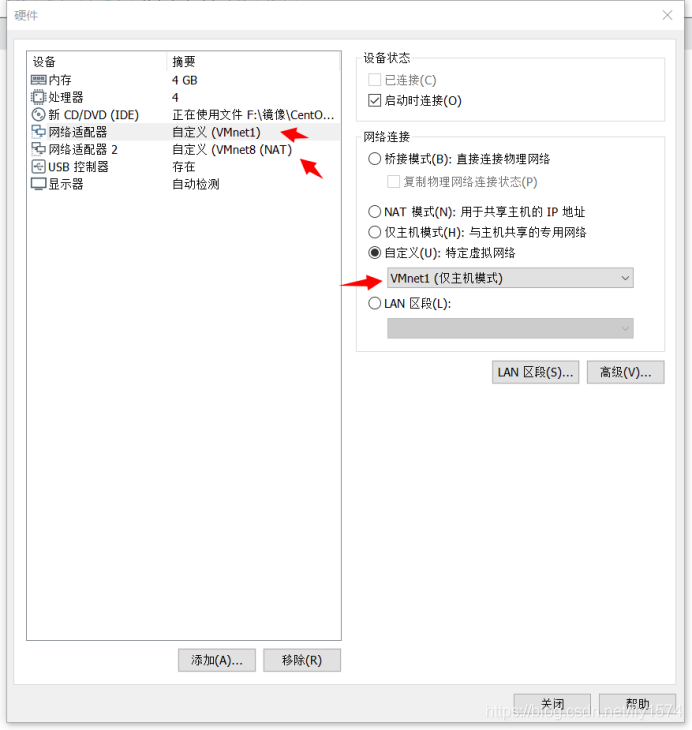 硬件
设备 摘要
内存 4 GB
处理器 4
新 CD/DVD (IDE) 正在使用文件 F:\镜像\CentO...
网络适配器 自定义 (VMnet1)
网络适配器 2 自定义 (VMnet8 (NAT)
USB 控制器 存在
显示器 自动检测
添加(A)... 移除(R)
设备状态
已连接(C)
启动时连接(O)
网络连接
桥接模式(B): 直接连接物理网络
复制物理网络连接状态(P)
NAT 模式(N): 用于共享主机的 IP 地址
仅主机模式(H): 与主机共享的专用网络
自定义(U): 特定虚拟网络
VMnet1 (仅主机模式)
LAN 区段(L):
LAN 区段(S)... 高级(V)...
关闭 帮助